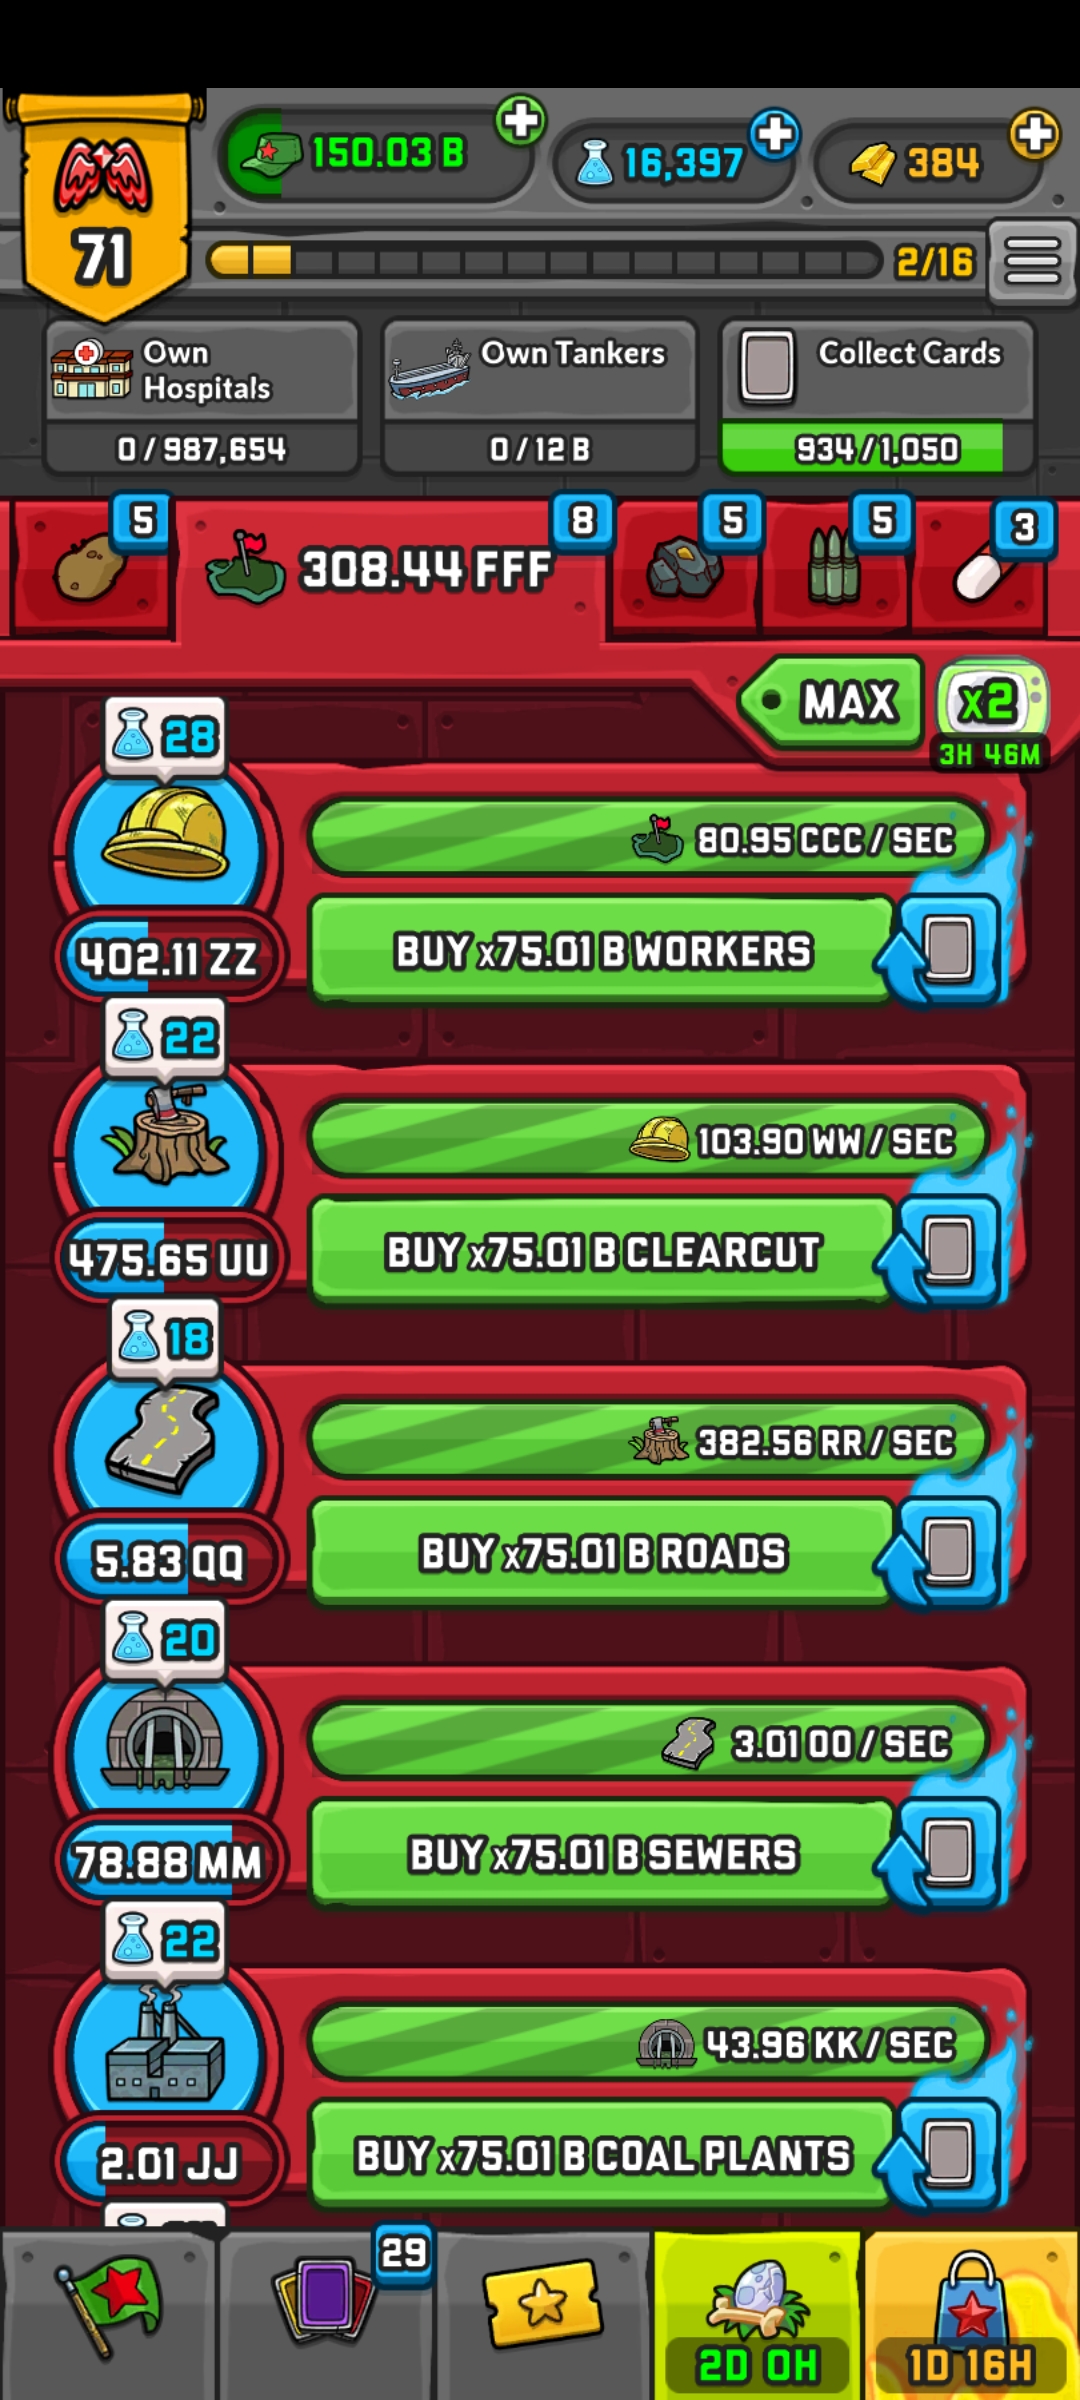 150.03 B
16,397
384
71
2/16
Own
Hospitals
0/987,654
Own Tankers
0/12 B
Collect Cards
934/1,050
5
308.44 FFF
8
5
5
3
MAX
x2
3H 46M
28
80.95 CCC/SEC
402.11 ZZ
BUY x75.01 B WORKERS
22
103.90 WW/SEC
475.65 UU
BUY x75.01 B CLEARCUT
18
382.56 RR/SEC
5.83 QQ
BUY x75.01 B ROADS
20
3.01 OO/SEC
78.88 MM
BUY x75.01 B SEWERS
22
43.96 KK/SEC
2.01 JJ
BUY x75.01 B COAL PLANTS
29
2D 0H
1D 16H